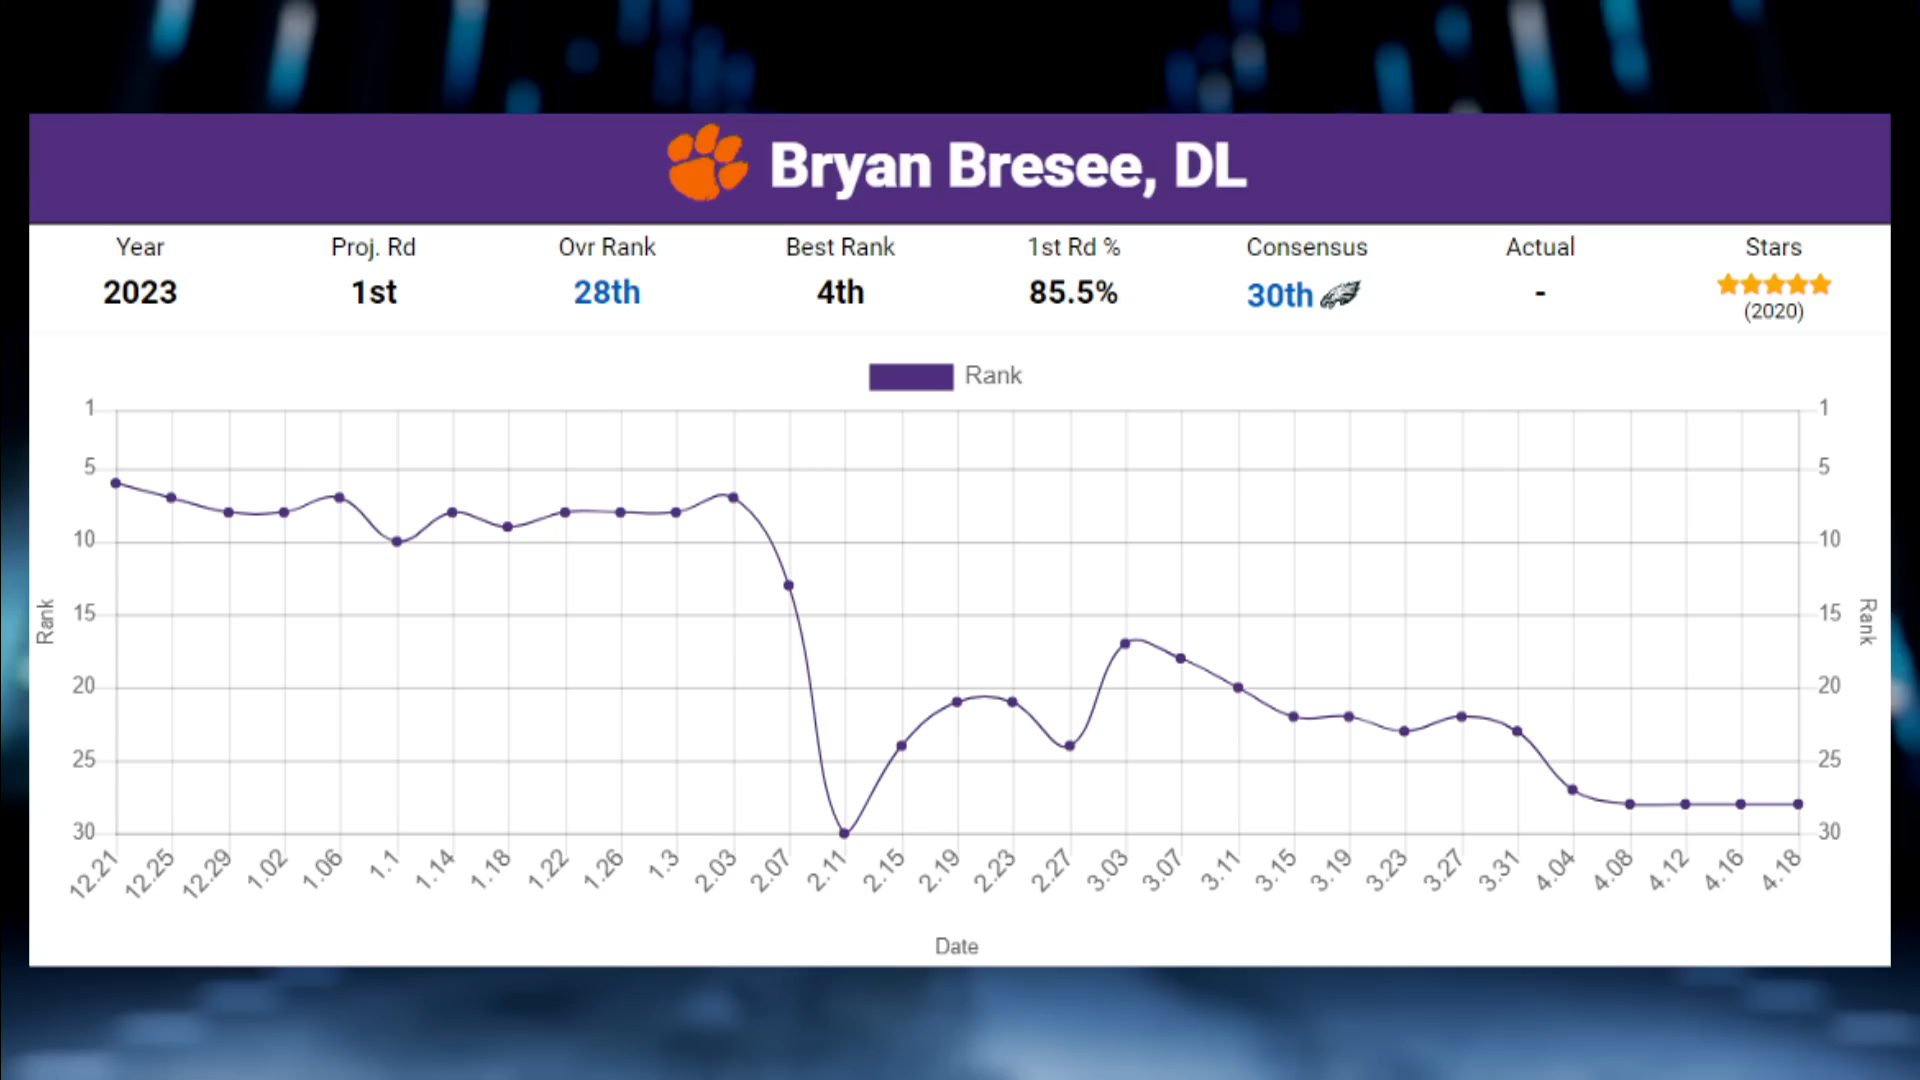 Bryan Bresee, DL
Year Proj. Rd Ovr Rank Best Rank 1st Rd % Consensus Actual Stars
2023 1st 28th 4th 85.5% 30th -
(2020)
Rank
1 1
5 5
10 10
15 15
Rank Rank
20 20
25 25
30 30
12.21 12.25 12.29 1.02 1.06 1.1 1.14 1.18 1.22 1.26 1.3 2.03 2.07 2.11 2.15 2.19 2.23 2.27 3.03 3.07 3.11 3.15 3.19 3.23 3.27 3.31 4.04 4.08 4.12 4.16 4.18
Date